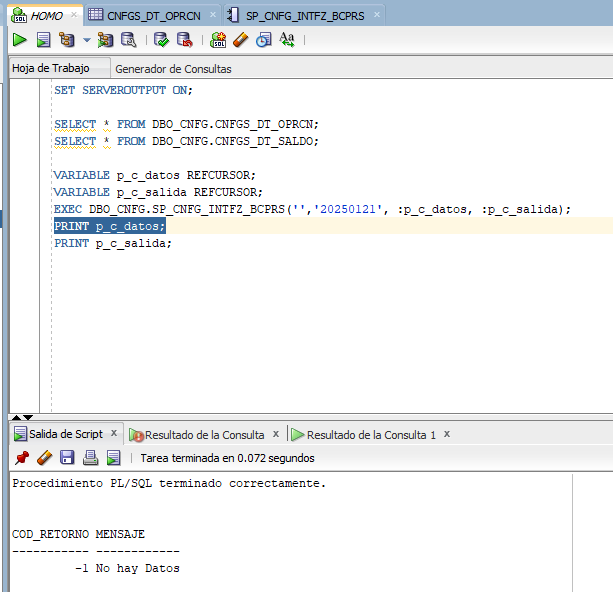 HOMO
CNFGS_DT_OPRCN
SP_CNFG_INTFZ_BCPRS
Hoja de Trabajo
Generador de Consultas
SET SERVEROUTPUT ON;
SELECT * FROM DBO_CNFG.CNFGS_DT_OPRCN;
SELECT * FROM DBO_CNFG.CNFGS_DT_SALDO;
VARIABLE p_c_datos REFCURSOR;
VARIABLE p_c_salida REFCURSOR;
EXEC DBO_CNFG.SP_CNFG_INTFZ_BCPRS('','20250121', :p_c_datos, :p_c_salida);
PRINT p_c_datos;
PRINT p_c_salida;
Salida de Script
Resultado de la Consulta
Resultado de la Consulta 1
Tarea terminada en 0.072 segundos
Procedimiento PL/SQL terminado correctamente.
COD_RETORNO MENSAJE
----------- ------------
-1 No hay Datos